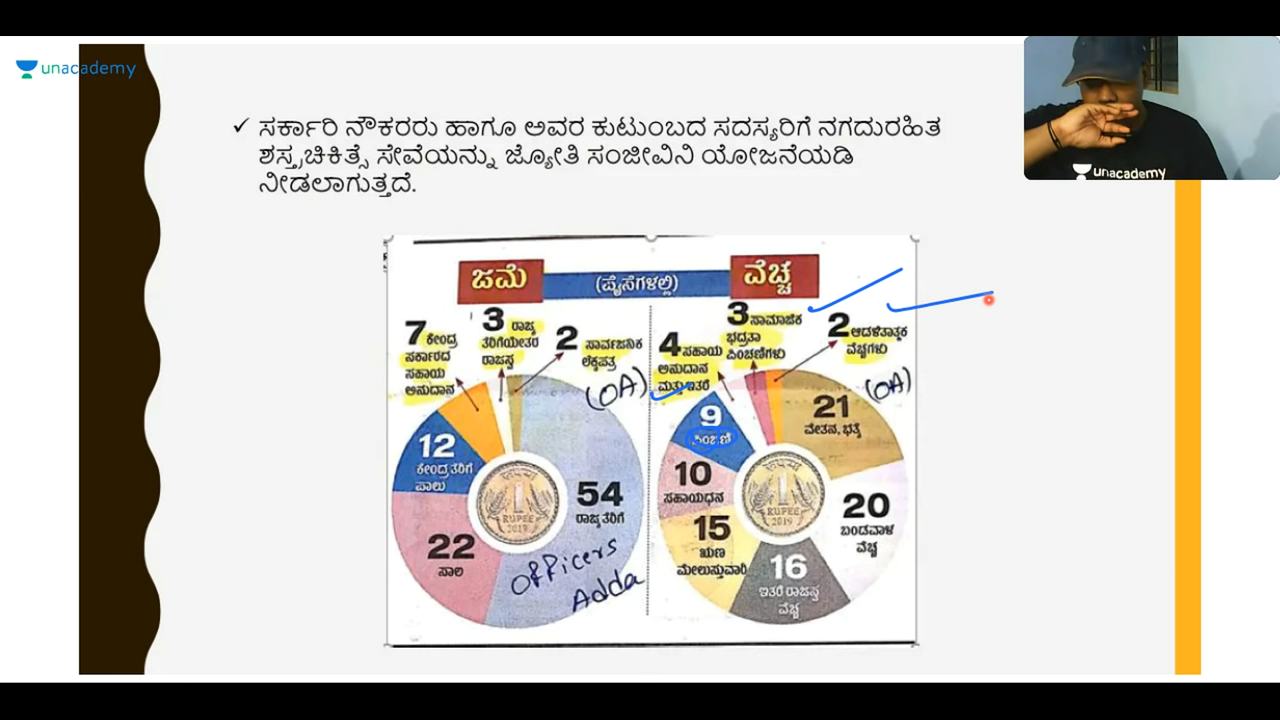 unacademy
✓ ಸರ್ಕಾರಿ ನೌಕರರು ಹಾಗೂ ಅವರ ಕುಟುಂಬದ ಸದಸ್ಯರಿಗೆ ನಗದುರಹಿತ
ಶಸ್ತ್ರಚಿಕಿತ್ಸೆ ಸೇವೆಯನ್ನು ಜ್ಯೋತಿ ಸಂಜೀವಿನಿ ಯೋಜನೆಯಡಿ
ನೀಡಲಾಗುತ್ತದೆ.
unacademy
ಜಮೆ
(ಪೈಸೆಗಳಲ್ಲಿ)
ವೆಚ್ಚ
7 ಕೇಂದ್ರ
ಸರ್ಕಾರದ
ಸಹಾಯ
ಅನುದಾನ
3 ರಾಜ್ಯ
ತೆರಿಗೆಯೇತರ
ರಾಜಸ್ವ
2 ಸಾರ್ವಜನಿಕ
ಲೆಕ್ಕಪತ್ರ
(OA)
12
ಕೇಂದ್ರ ತೆರಿಗೆ
ಪಾಲು
54
ರಾಜ್ಯ ತೆರಿಗೆ
22
ಸಾಲ
1
RUPEE
2019
Officers
Adda
4 ಸಹಾಯ
ಅನುದಾನ
ಮತ್ತು ಇತರೆ
3 ಸಾಮಾಜಿಕ
ಭದ್ರತಾ
ಪಿಂಚಣಿಗಳು
2 ಆಡಳಿತಾತ್ಮಕ
ವೆಚ್ಚಗಳು
(OA)
9
ಪಿಂಚಣಿ
21
ವೇತನ, ಭತ್ಯೆ
10
ಸಹಾಯಧನ
20
ಬಂಡವಾಳ
ವೆಚ್ಚ
15
ಋಣ
ಮೇಲುಸ್ತುವಾರಿ
16
ಇತರೆ ರಾಜಸ್ವ
ವೆಚ್ಚ
1
RUPEE
2019